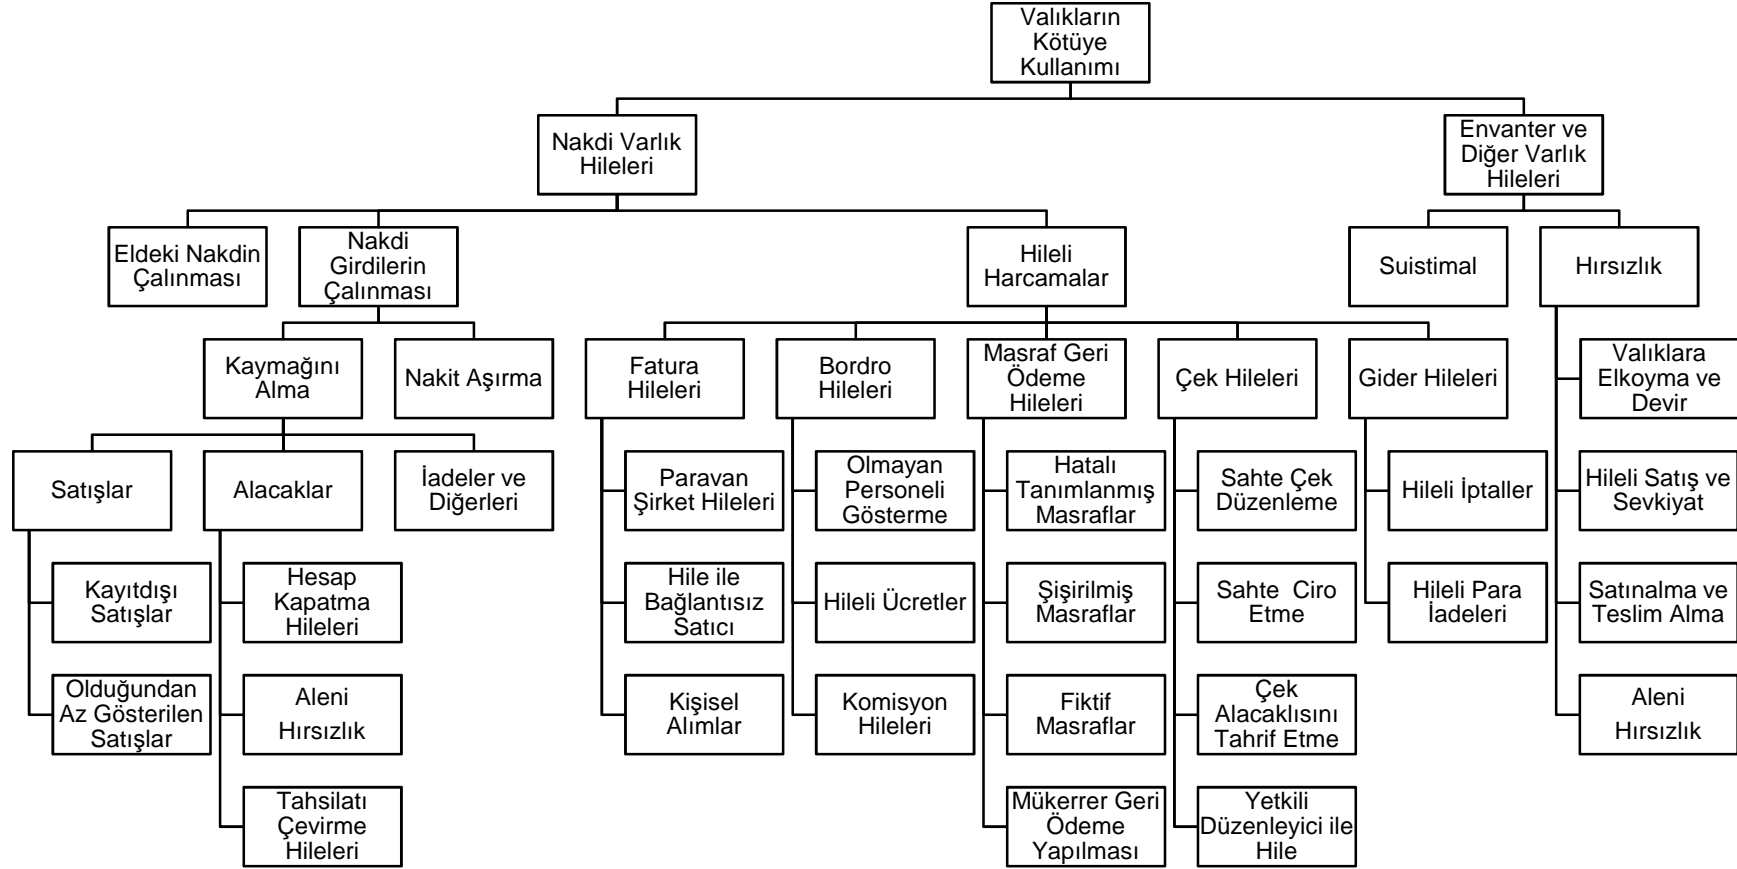 Valıkların
Kötüye
Kullanımı
Nakdi Varlık
Hileleri
Envanter ve
Diğer Varlık
Hileleri
Eldeki Nakdin
Çalınması
Nakdi
Girdilerin
Çalınması
Hileli
Harcamalar
Suistimal
Hırsızlık
Kaymağını
Alma
Nakit Aşırma
Fatura
Hileleri
Bordro
Hileleri
Masraf Geri
Ödeme
Hileleri
Çek Hileleri
Gider Hileleri
Valıklara
Elkoyma ve
Devir
Satışlar
Alacaklar
İadeler ve
Diğerleri
Paravan
Şirket Hileleri
Olmayan
Personeli
Gösterme
Hatalı
Tanımlanmış
Masraflar
Sahte Çek
Düzenleme
Hileli İptaller
Hileli Satış ve
Sevkiyat
Kayıtdışı
Satışlar
Hesap
Kapatma
Hileleri
Hile ile
Bağlantısız
Satıcı
Hileli Ücretler
Şişirilmiş
Masraflar
Sahte  Ciro
Etme
Hileli Para
İadeleri
Satınalma ve
Teslim Alma
Olduğundan
Az Gösterilen
Satışlar
Aleni
Hırsızlık
Kişisel
Alımlar
Komisyon
Hileleri
Fiktif
Masraflar
Çek
Alacaklısını
Tahrif Etme
Aleni
Hırsızlık
Tahsilatı
Çevirme
Hileleri
Mükerrer Geri
Ödeme
Yapılması
Yetkili
Düzenleyici ile
Hile